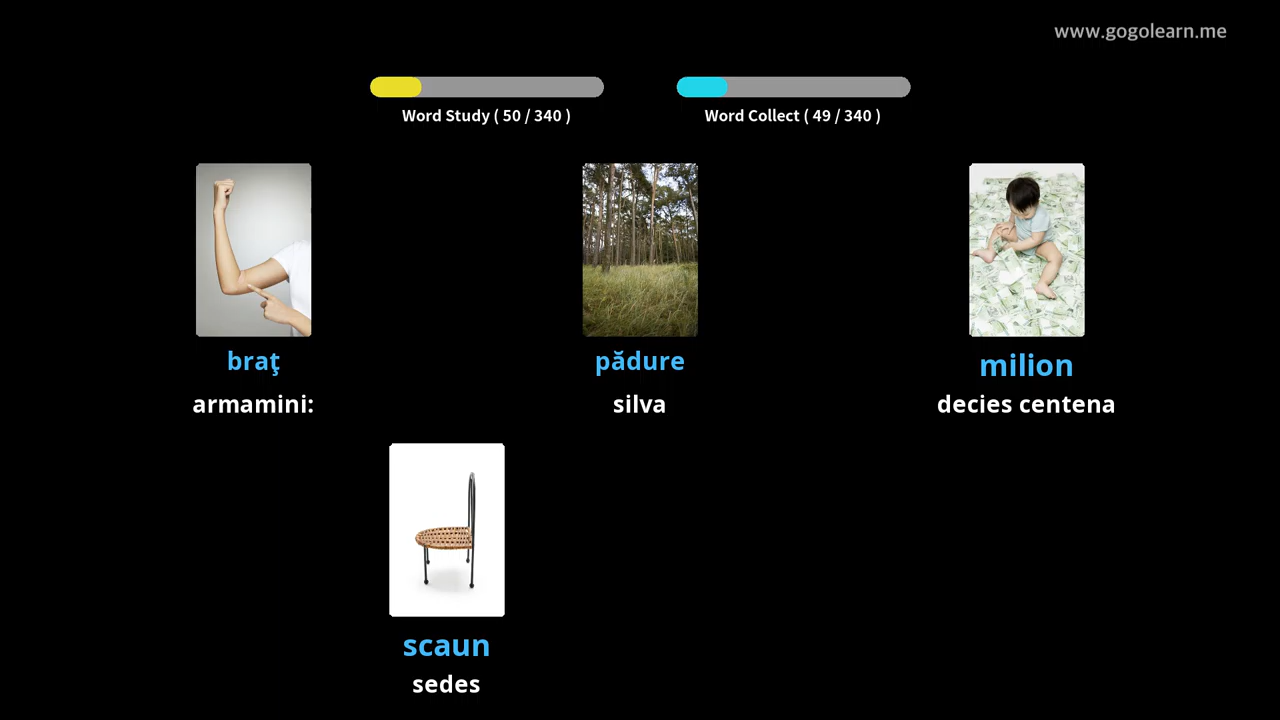 www.gogolearn.me
Word Study ( 50 / 340 )
Word Collect ( 49 / 340 )
braţ
pădure
milion
armamini:
silva
decies centena
scaun
sedes